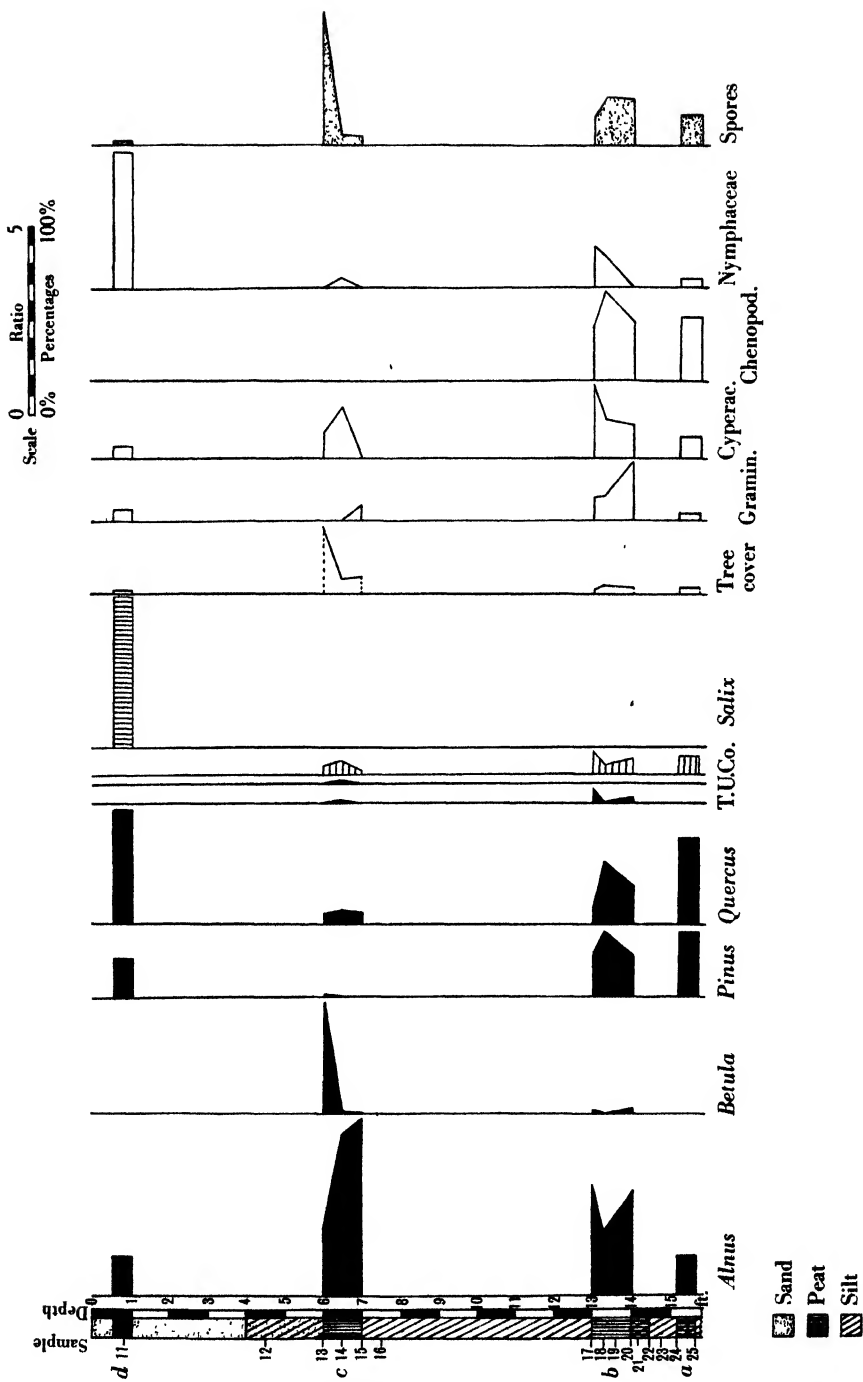 Scale 0 Ratio 5
0% Percentages 100%
Sample
Depth
0
1
2
3
4
5
6
7
8
9
10
11
12
13
14
15
ft.
d 11
12
13
c 14
15
16
17
18
b 19
20
21
22
23
24
a 25
Alnus
Betula
Pinus
Quercus
T.U.Co.
Salix
Tree cover
Gramin.
Cyperac.
Chenopod.
Nymphaceae
Spores
Sand
Peat
Silt